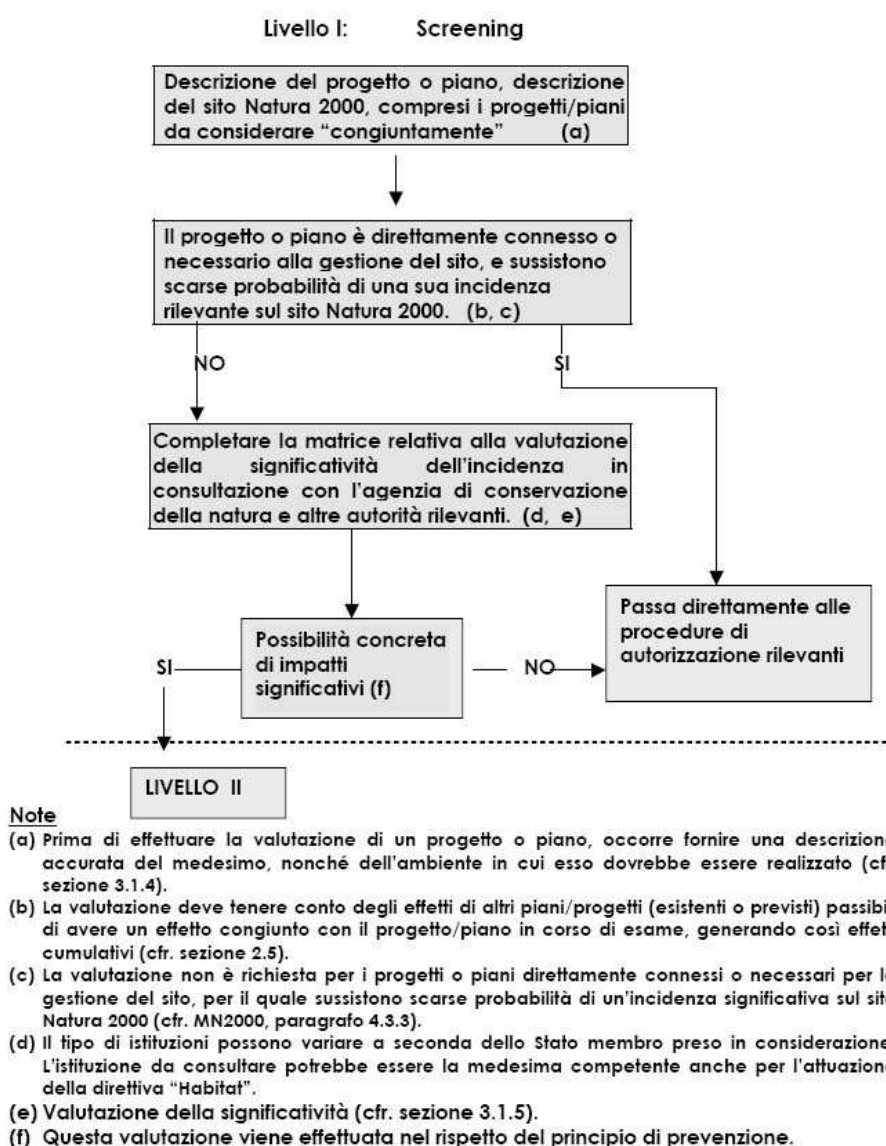 Livello I: Screening
Descrizione del progetto o piano, descrizione
del sito Natura 2000, compresi i progetti/piani
da considerare “congiuntamente” (a)
Il progetto o piano è direttamente connesso o
necessario alla gestione del sito, e sussistono
scarse probabilità di una sua incidenza
rilevante sul sito Natura 2000. (b, c)
NO SI
Completare la matrice relativa alla valutazione
della significatività dell'incidenza in
consultazione con l'agenzia di conservazione
della natura e altre autorità rilevanti. (d, e)
Passa direttamente alle
procedure di
autorizzazione rilevanti
Possibilità concreta
di impatti
significativi (f)
SI NO
LIVELLO II
Note
(a) Prima di effettuare la valutazione di un progetto o piano, occorre fornire una descrizione
accurata del medesimo, nonché dell'ambiente in cui esso dovrebbe essere realizzato (cfr
sezione 3.1.4).
(b) La valutazione deve tenere conto degli effetti di altri piani/progetti (esistenti o previsti) passibi
di avere un effetto congiunto con il progetto/piano in corso di esame, generando così effett
cumulativi (cfr. sezione 2.5).
(c) La valutazione non è richiesta per i progetti o piani direttamente connessi o necessari per l
gestione del sito, per il quale sussistono scarse probabilità di un'incidenza significativa sul sit
Natura 2000 (cfr. MN2000, paragrafo 4.3.3).
(d) Il tipo di istituzioni possono variare a seconda dello Stato membro preso in considerazione
L'istituzione da consultare potrebbe essere la medesima competente anche per l'attuazione
della direttiva “Habitat”.
(e) Valutazione della significatività (cfr. sezione 3.1.5).
(f) Questa valutazione viene effettuata nel rispetto del principio di prevenzione.